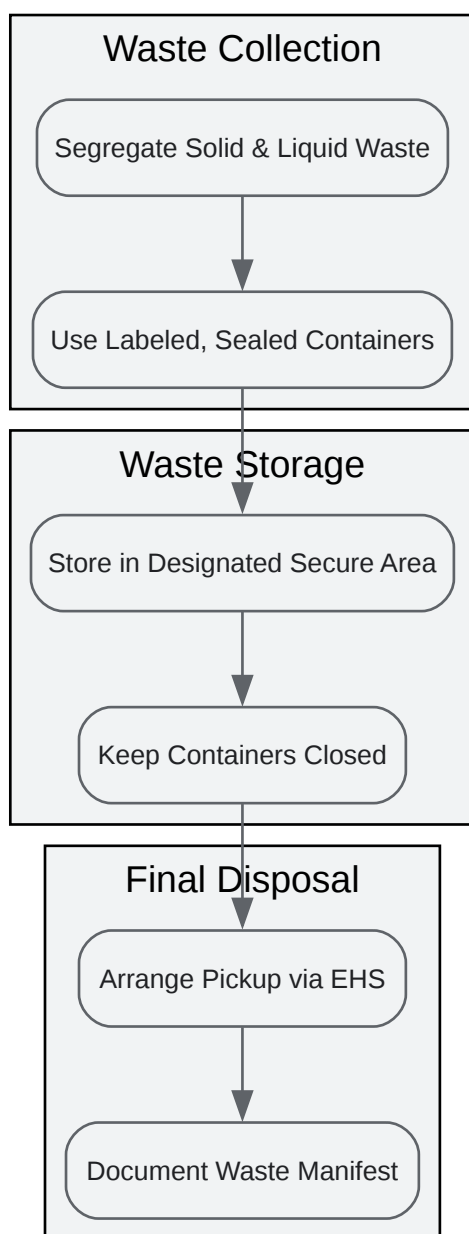 Waste Collection
Segregate Solid & Liquid Waste
Use Labeled, Sealed Containers
Waste Storage
Store in Designated Secure Area
Keep Containers Closed
Final Disposal
Arrange Pickup via EHS
Document Waste Manifest